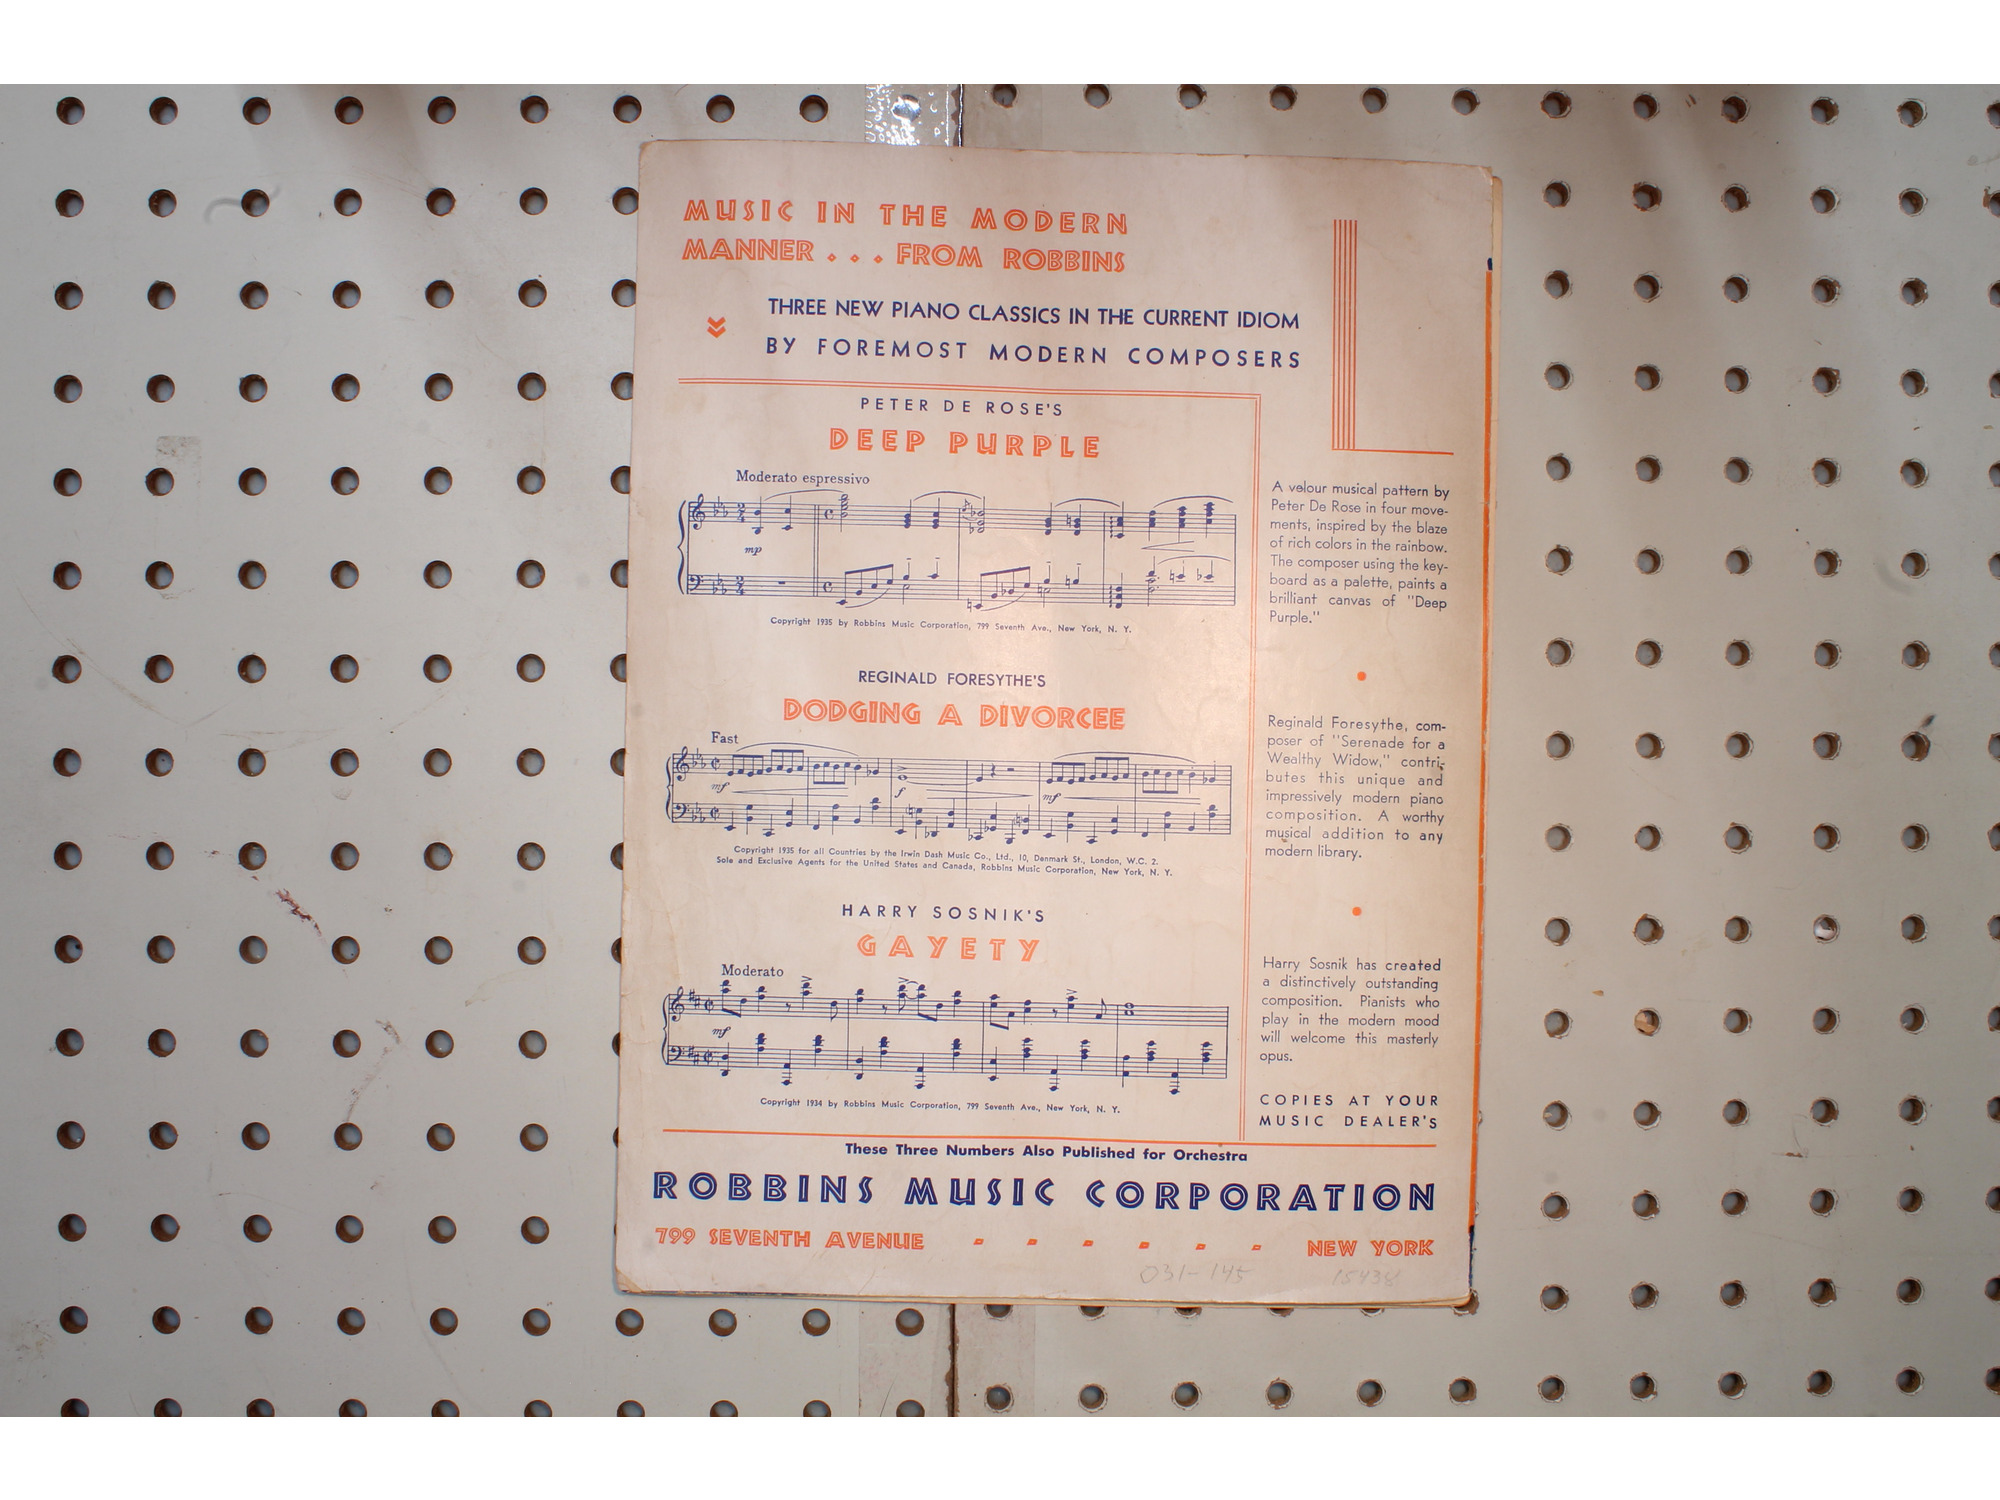 MUSIC IN THE MODERN
MANNER . . . FROM ROBBINS
THREE NEW PIANO CLASSICS IN THE CURRENT IDIOM
BY FOREMOST MODERN COMPOSERS
PETER DE ROSE'S
DEEP PURPLE
Moderato espressivo
mp
Copyright 1935 by Robbins Music Corporation, 799 Seventh Ave., New York, N. Y.
A velour musical pattern by
Peter De Rose in four move-
ments, inspired by the blaze
of rich colors in the rainbow.
The composer using the key-
board as a palette, paints a
brilliant canvas of "Deep
Purple."
REGINALD FORESYTHE'S
DODGING A DIVORCEE
Fast
mf
f
mf
Copyright 1935 for all Countries by the Irwin Dash Music Co., Ltd., 10, Denmark St., London, W.C. 2.
Sole and Exclusive Agents for the United States and Canada, Robbins Music Corporation, New York, N. Y.
Reginald Foresythe, com-
poser of "Serenade for a
Wealthy Widow," contri-
butes this unique and
impressively modern piano
composition. A worthy
musical addition to any
modern library.
HARRY SOSNIK'S
GAYETY
Moderato
mf
Copyright 1934 by Robbins Music Corporation, 799 Seventh Ave., New York, N. Y.
Harry Sosnik has created
a distinctively outstanding
composition. Pianists who
play in the modern mood
will welcome this masterly
opus.
COPIES AT YOUR
MUSIC DEALER'S
These Three Numbers Also Published for Orchestra
ROBBINS MUSIC CORPORATION
799 SEVENTH AVENUE - - - - - - NEW YORK
031-145 15438